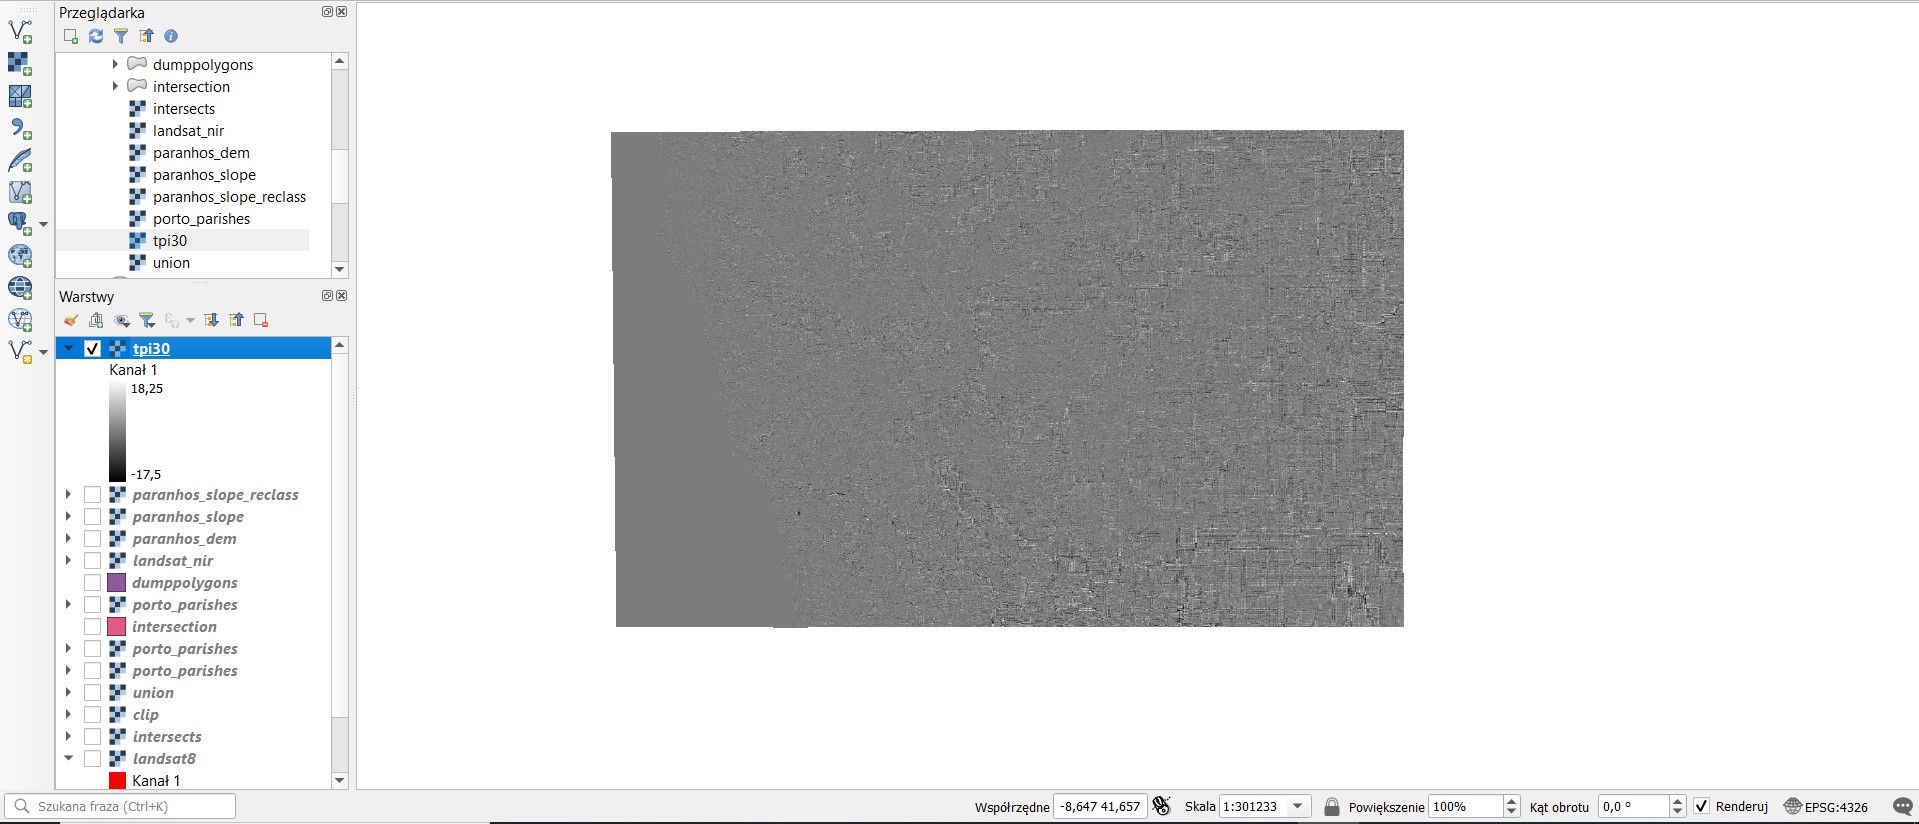 Przeglądarka
dumppolygons
intersection
intersects
landsat_nir
paranhos_dem
paranhos_slope
paranhos_slope_reclass
porto_parishes
tpi30
union
Warstwy
tpi30
Kanał 1
18,25
-17,5
paranhos_slope_reclass
paranhos_slope
paranhos_dem
landsat_nir
dumppolygons
porto_parishes
intersection
porto_parishes
porto_parishes
union
clip
intersects
landsat8
Kanał 1
Szukana fraza (Ctrl+K) Współrzędne -8,647 41,657 Skala 1:301233 Powiększenie 100% Kąt obrotu 0,0 ° Renderuj EPSG:4326